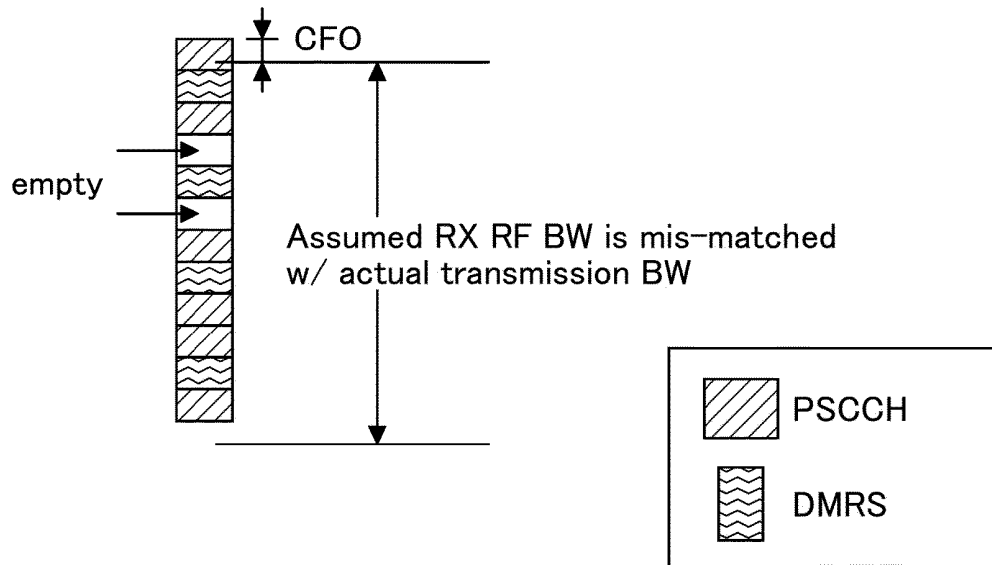 CFO
empty
Assumed RX RF BW is mis-matched
w/ actual transmission BW
PSCCH
DMRS